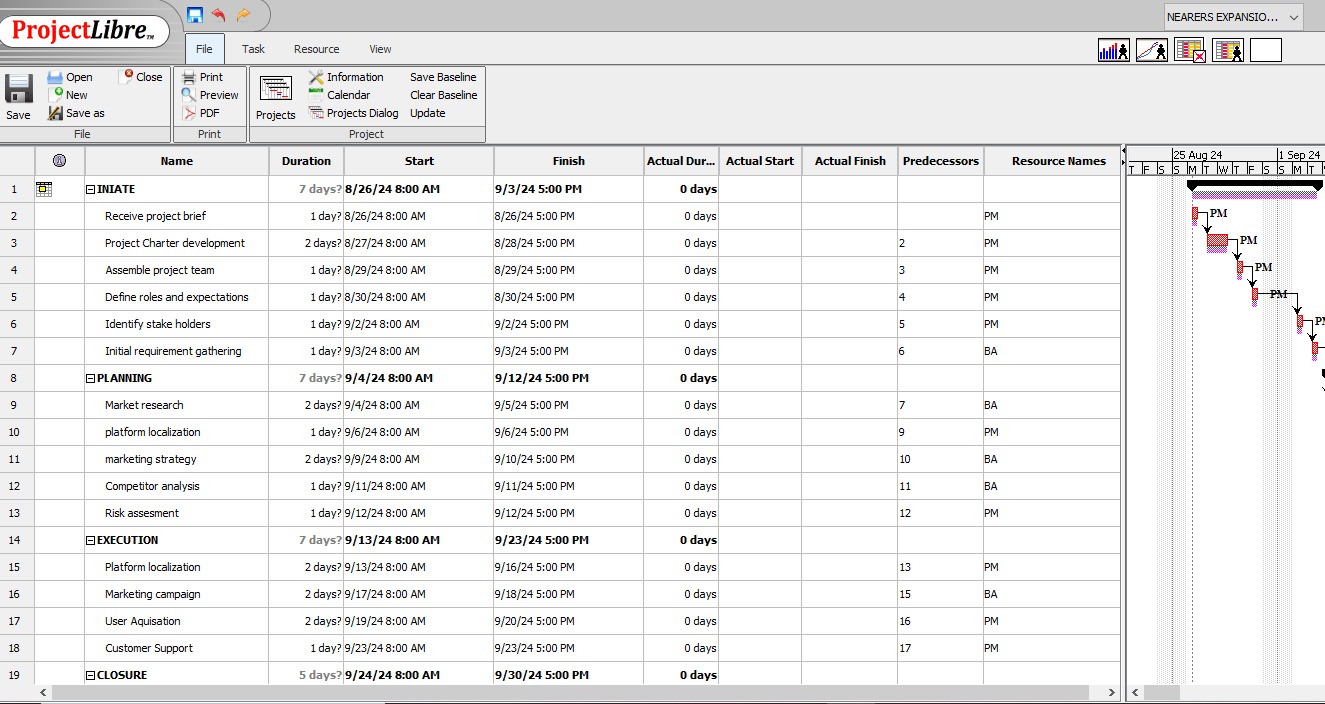 ProjectLibre™
NEARERS EXPANSIO...
File Task Resource View
Save Open New Save as Close
File
Print Preview PDF
Print
Projects Information Calendar Projects Dialog Save Baseline Clear Baseline Update
Project
Name Duration Start Finish Actual Dur... Actual Start Actual Finish Predecessors Resource Names
25 Aug 24 1 Sep 24
T F S S M T W T F S S M T
1 INIATE 7 days? 8/26/24 8:00 AM 9/3/24 5:00 PM 0 days
2 Receive project brief 1 day? 8/26/24 8:00 AM 8/26/24 5:00 PM 0 days PM PM
3 Project Charter development 2 days? 8/27/24 8:00 AM 8/28/24 5:00 PM 0 days 2 PM PM
4 Assemble project team 1 day? 8/29/24 8:00 AM 8/29/24 5:00 PM 0 days 3 PM PM
5 Define roles and expectations 1 day? 8/30/24 8:00 AM 8/30/24 5:00 PM 0 days 4 PM PM
6 Identify stake holders 1 day? 9/2/24 8:00 AM 9/2/24 5:00 PM 0 days 5 PM
7 Initial requirement gathering 1 day? 9/3/24 8:00 AM 9/3/24 5:00 PM 0 days 6 BA
8 PLANNING 7 days? 9/4/24 8:00 AM 9/12/24 5:00 PM 0 days
9 Market research 2 days? 9/4/24 8:00 AM 9/5/24 5:00 PM 0 days 7 BA
10 platform localization 1 day? 9/6/24 8:00 AM 9/6/24 5:00 PM 0 days 9 PM
11 marketing strategy 2 days? 9/9/24 8:00 AM 9/10/24 5:00 PM 0 days 10 BA
12 Competitor analysis 1 day? 9/11/24 8:00 AM 9/11/24 5:00 PM 0 days 11 BA
13 Risk assesment 1 day? 9/12/24 8:00 AM 9/12/24 5:00 PM 0 days 12 PM
14 EXECUTION 7 days? 9/13/24 8:00 AM 9/23/24 5:00 PM 0 days
15 Platform localization 2 days? 9/13/24 8:00 AM 9/16/24 5:00 PM 0 days 13 PM
16 Marketing campaign 2 days? 9/17/24 8:00 AM 9/18/24 5:00 PM 0 days 15 BA
17 User Aquisation 2 days? 9/19/24 8:00 AM 9/20/24 5:00 PM 0 days 16 PM
18 Customer Support 1 day? 9/23/24 8:00 AM 9/23/24 5:00 PM 0 days 17 PM
19 CLOSURE 5 days? 9/24/24 8:00 AM 9/30/24 5:00 PM 0 days